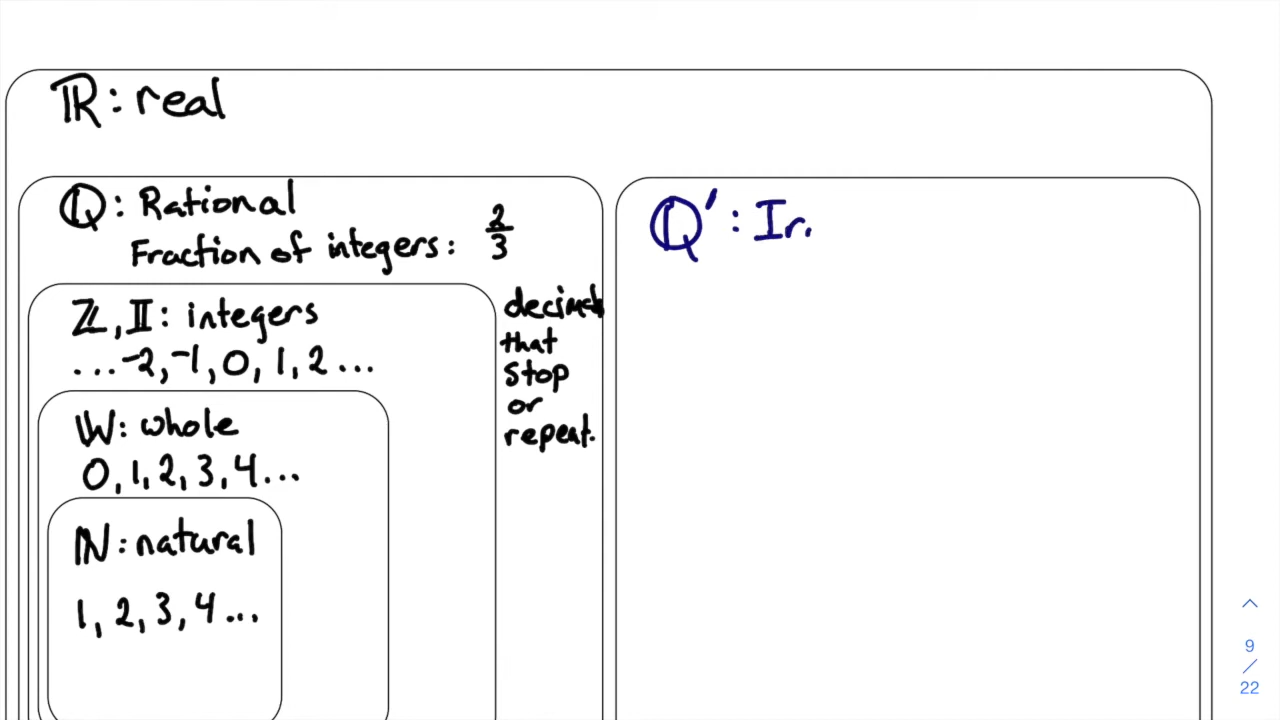 ℝ: real
ℚ: Rational
Fraction of integers: 2/3
decimals
that
stop
or
repeat.
ℤ, 𝕀: integers
...-2, -1, 0, 1, 2...
𝕎: whole
0, 1, 2, 3, 4...
ℕ: natural
1, 2, 3, 4...
ℚ': Ir.
9
/
22